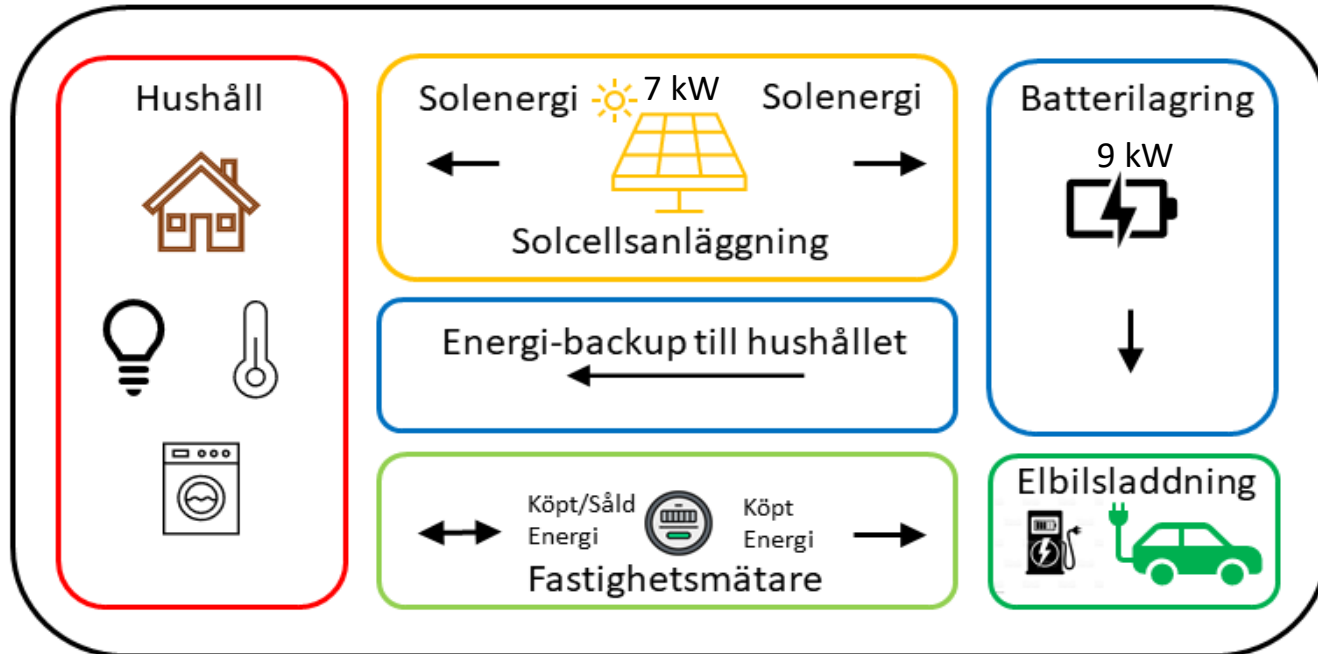 Hushåll
Solenergi
7 kW
Solenergi
Solcellsanläggning
Batterilagring
9 kW
Energi-backup till hushållet
Köpt/Såld
Energi
Köpt
Energi
Fastighetsmätare
Elbilsladdning